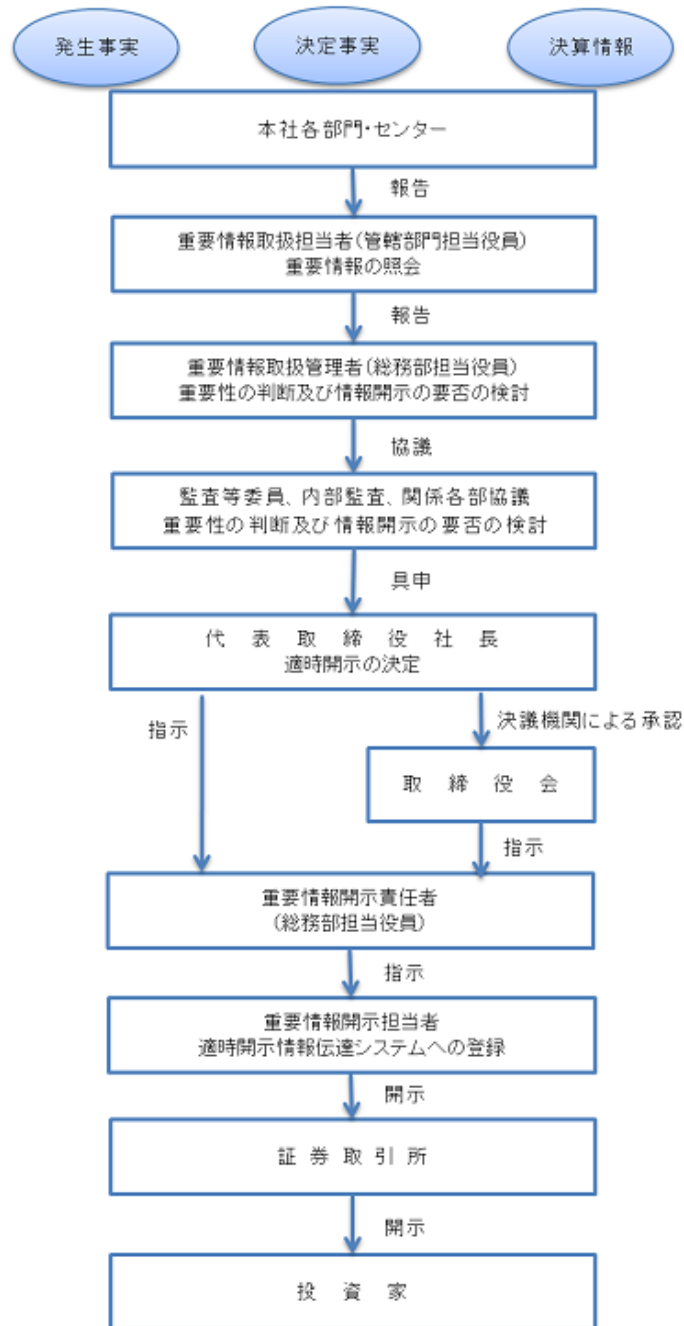 発生事実
決定事実
決算情報
本社各部門・センター
報告
重要情報取扱担当者(管轄部門担当役員)
重要情報の照会
報告
重要情報取扱管理者(総務部担当役員)
重要性の判断及び情報開示の要否の検討
協議
監査等委員、内部監査、関係各部協議
重要性の判断及び情報開示の要否の検討
具申
代表取締役社長
適時開示の決定
指示
決議機関による承認
取締役会
指示
重要情報開示責任者
(総務部担当役員)
指示
重要情報開示担当者
適時開示情報伝達システムへの登録
開示
証券取引所
開示
投資家